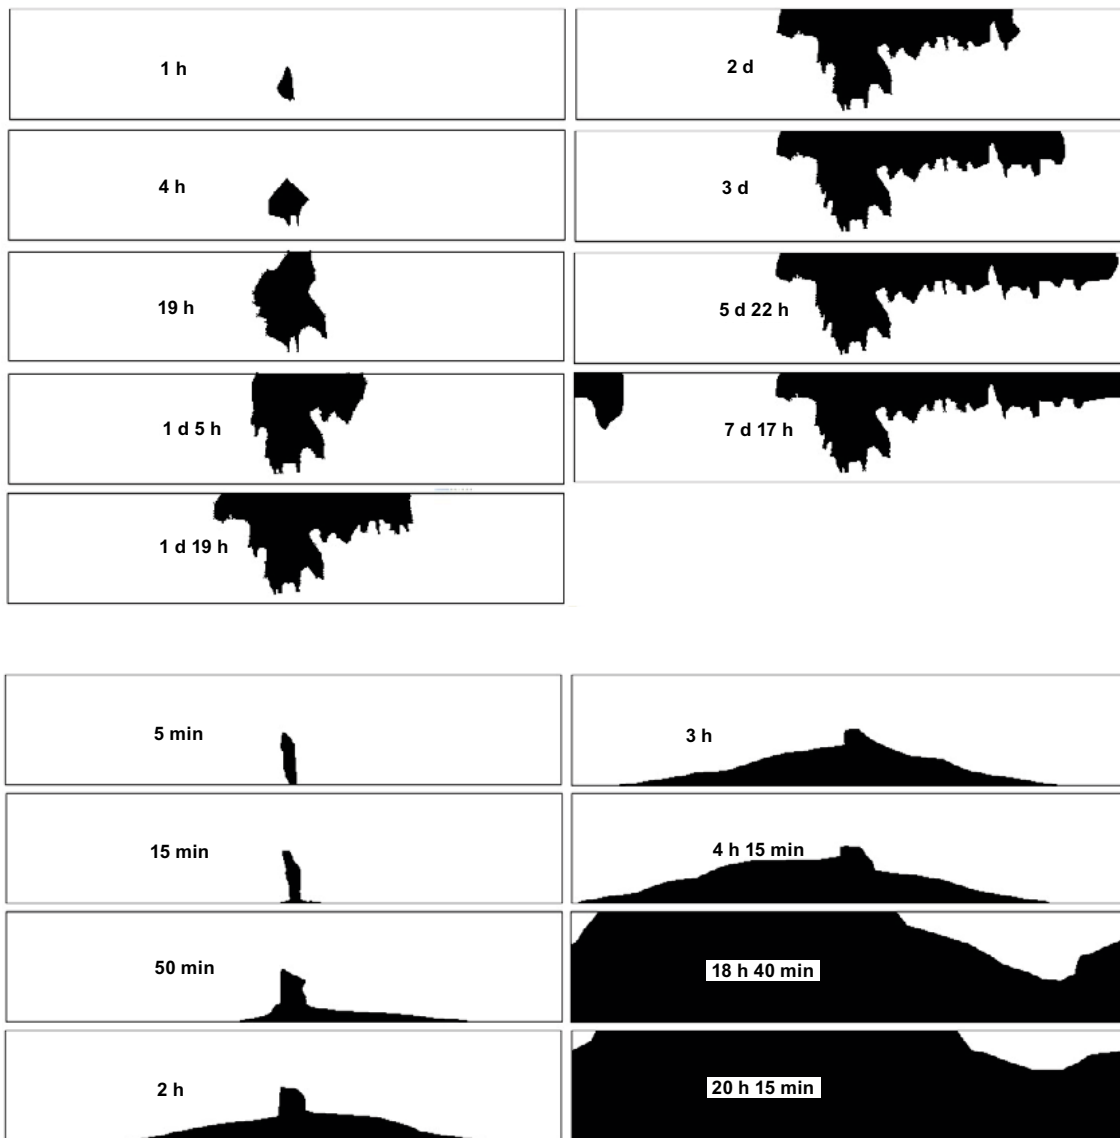 1 h
4 h
19 h
1 d 5 h
1 d 19 h
2 d
3 d
5 d 22 h
7 d 17 h
5 min
15 min
50 min
2 h
3 h
4 h 15 min
18 h 40 min
20 h 15 min